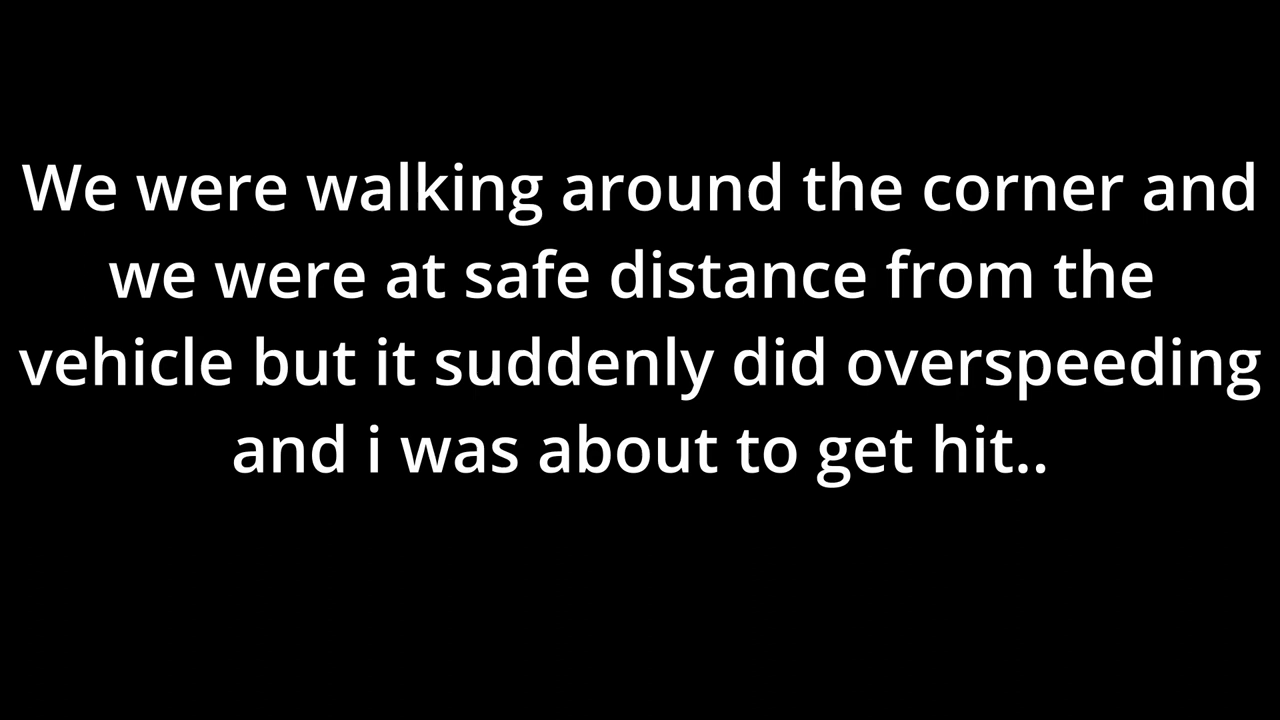 We were walking around the corner and
we were at safe distance from the
vehicle but it suddenly did overspeeding
and i was about to get hit..